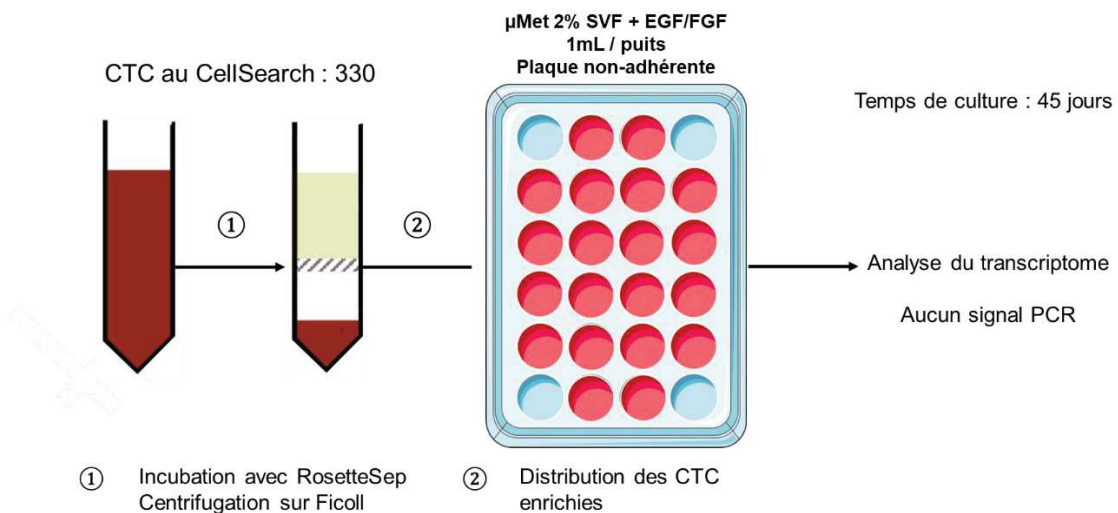 µMet 2% SVF + EGF/FGF
1mL / puits
Plaque non-adhérente
CTC au CellSearch : 330
Temps de culture : 45 jours
①
②
Analyse du transcriptome
Aucun signal PCR
① Incubation avec RosetteSep
Centrifugation sur Ficoll
② Distribution des CTC
enrichies